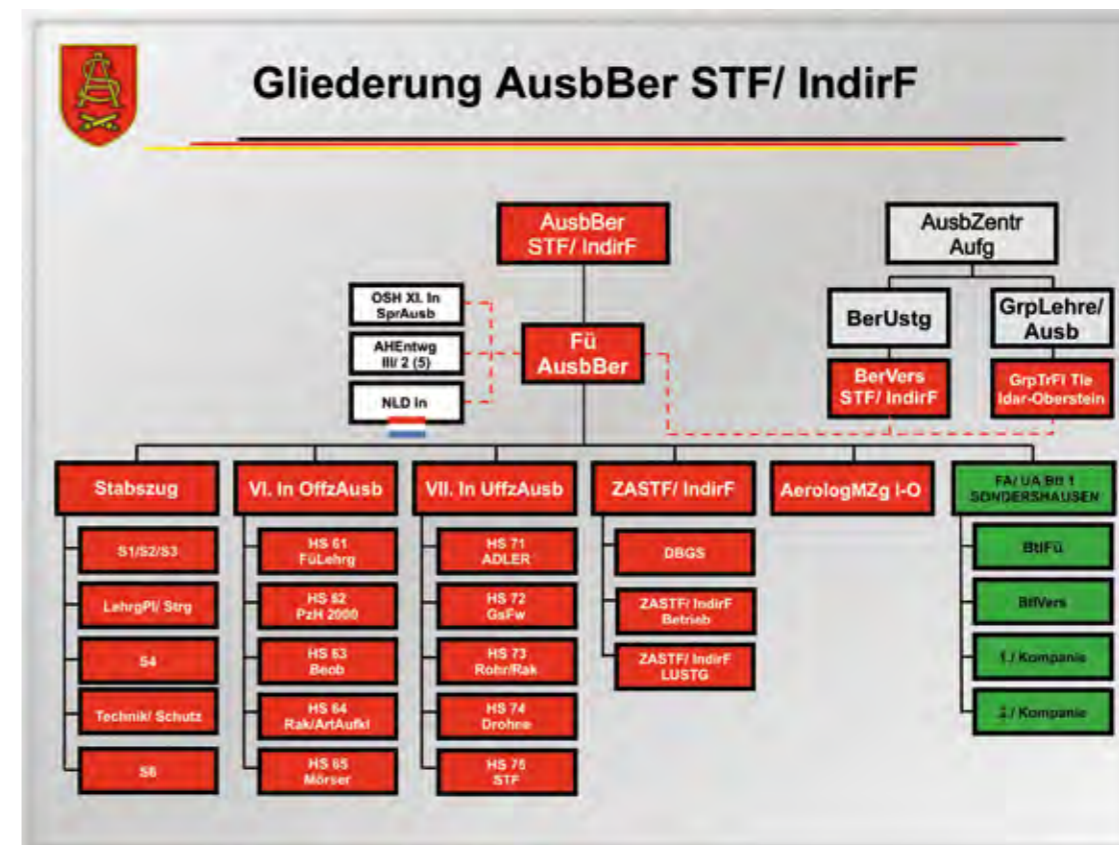 Gliederung AusbBer STF/ IndirF
AusbBer
STF/ IndirF
AusbZentr
Aufg
OSH XI. In
SprAusb
AHEntwg
III/ 2 (5)
NLD In
Fü
AusbBer
BerUstg
GrpLehre/
Ausb
BerVers
STF/ IndirF
GrpTrFl Tle
Idar-Oberstein
Stabszug
S1/S2/S3
LehrgPl/ Strg
S4
Technik/ Schutz
S6
VI. In OffzAusb
HS 61
FüLehrg
HS 62
PzH 2000
HS 63
Beob
HS 64
Rak/ArtAufkl
HS 65
Mörser
VII. In UffzAusb
HS 71
ADLER
HS 72
GsFw
HS 73
Rohr/Rak
HS 74
Drohne
HS 75
STF
ZASTF/ IndirF
DBGS
ZASTF/ IndirF
Betrieb
ZASTF/ IndirF
LUSTG
AerologMZg I-O
FA/ UA Btl 1
SONDERSHAUSEN
BtlFü
BtlVers
1./ Kompanie
2./ Kompanie